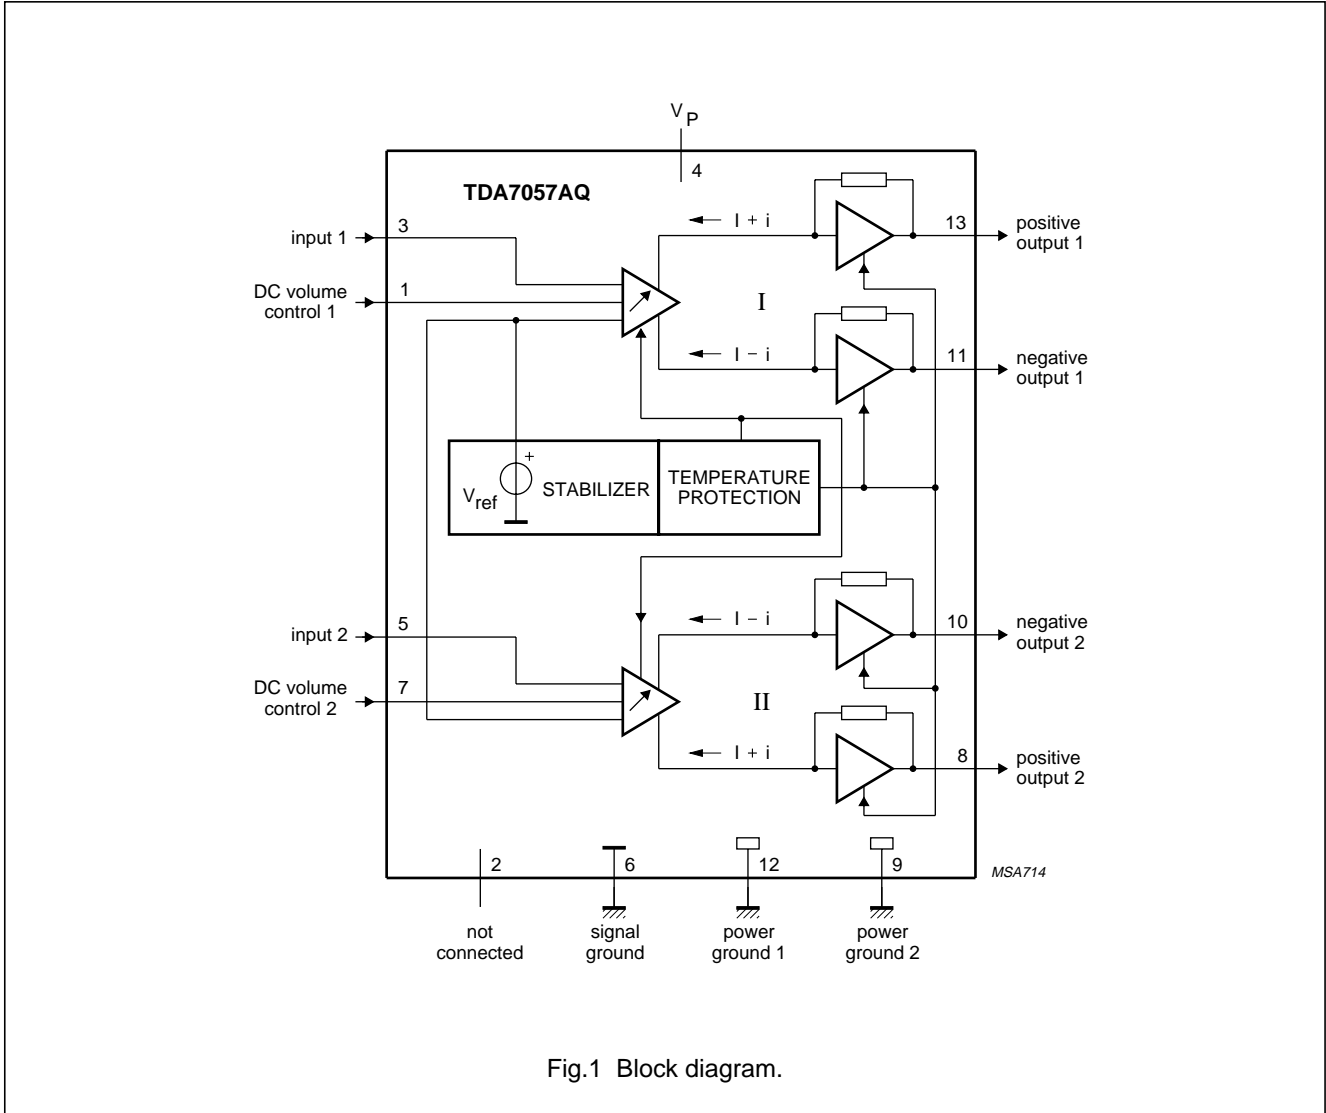 V P
4
TDA7057AQ
input 1
3
I + i
13
positive
output 1
DC volume
control 1
1
I
I − i
11
negative
output 1
+
Vref
STABILIZER
TEMPERATURE
PROTECTION
input 2
5
I − i
10
negative
output 2
DC volume
control 2
7
II
I + i
8
positive
output 2
2
6
12
9
MSA714
not
connected
signal
ground
power
ground 1
power
ground 2
Fig.1 Block diagram.